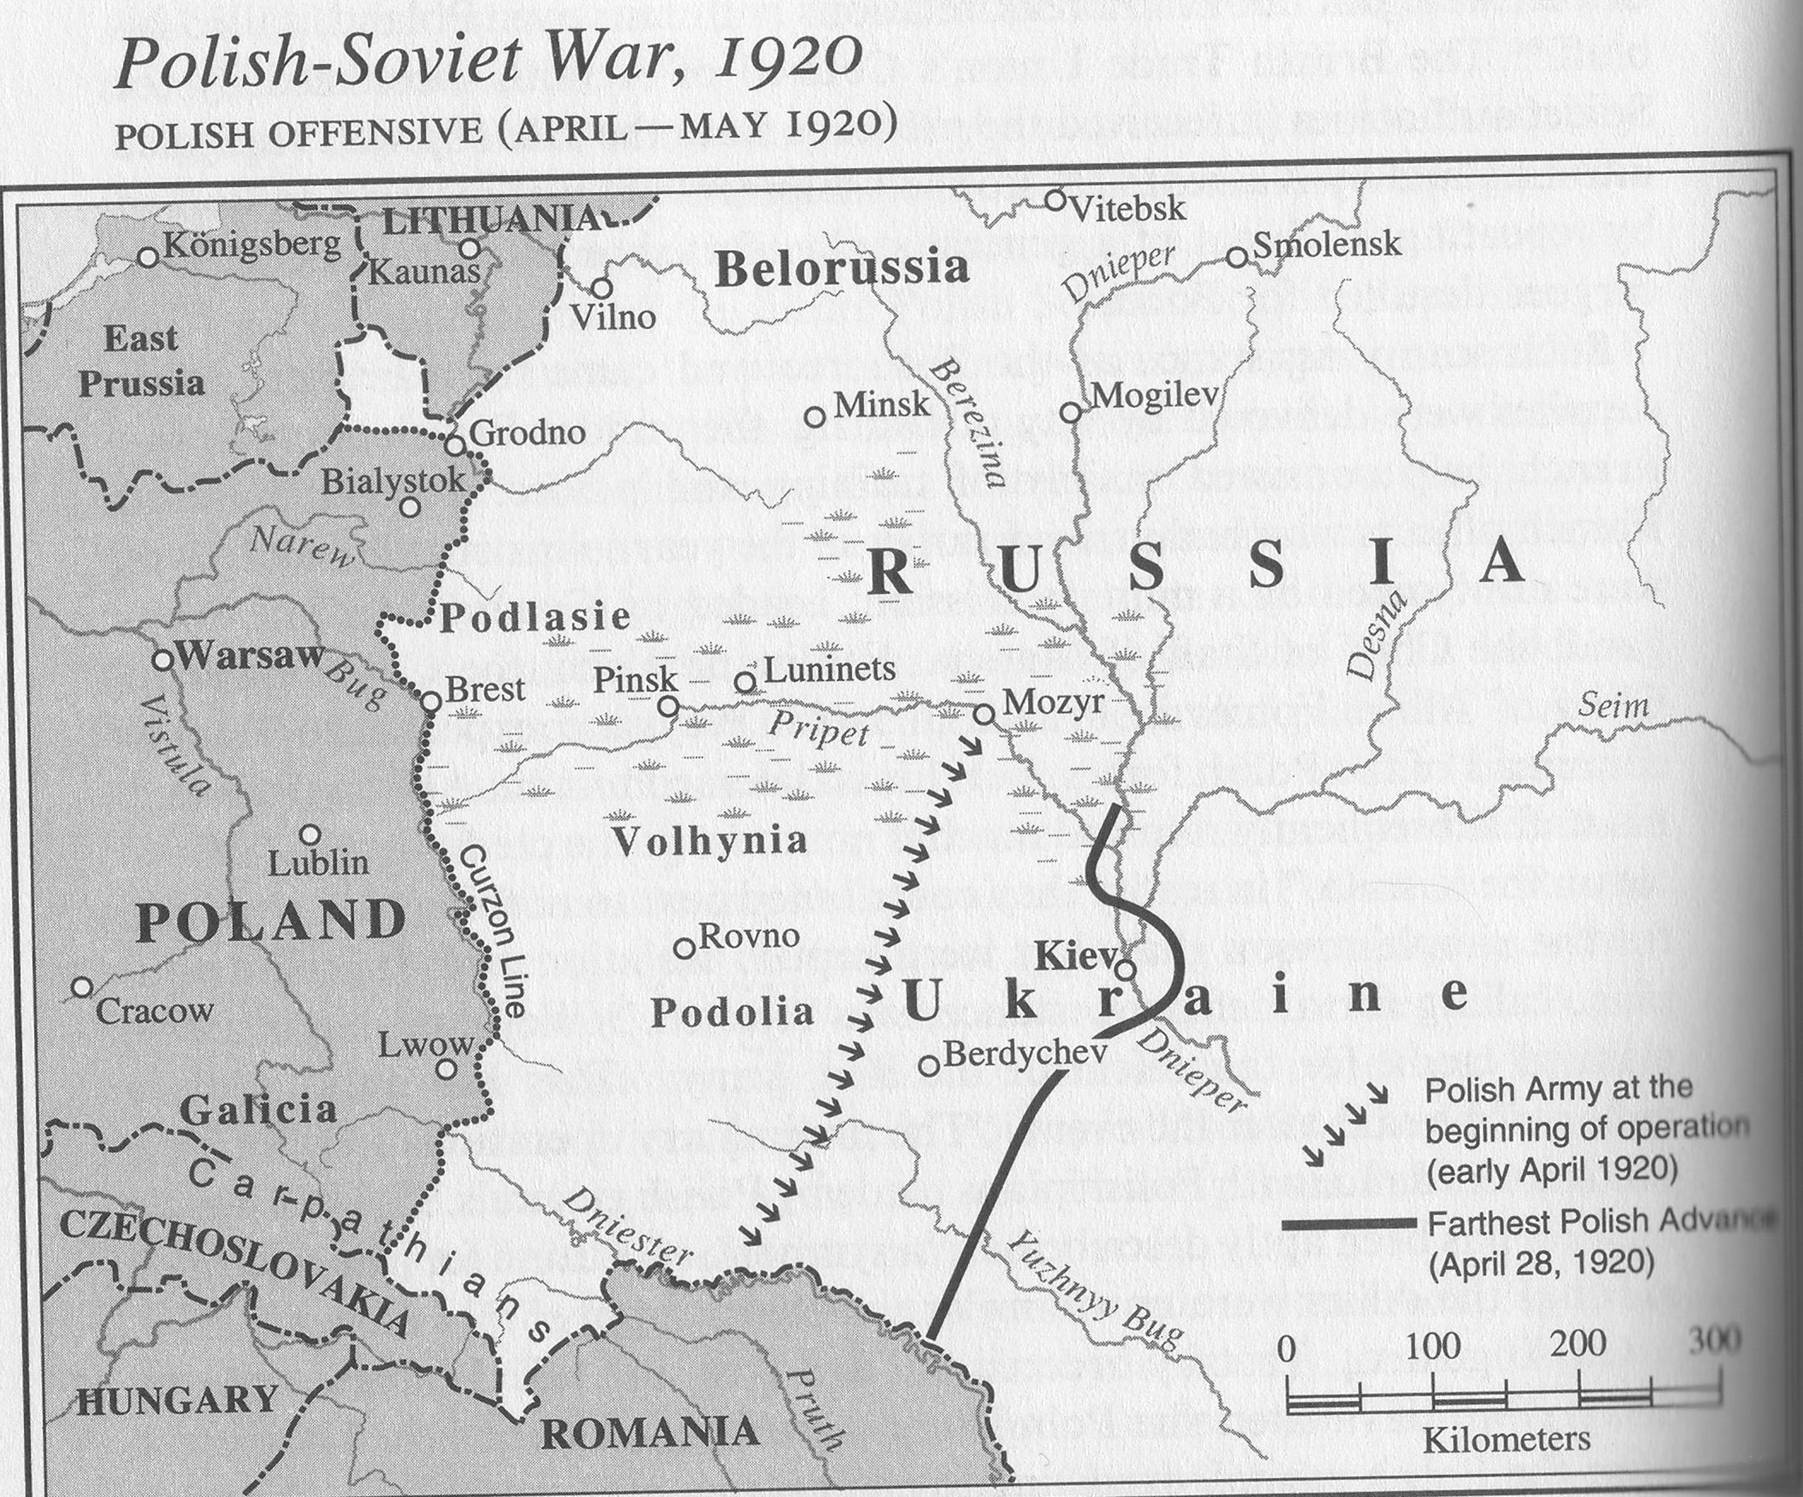 Polish-Soviet War, 1920
POLISH OFFENSIVE (APRIL—MAY 1920)
Vitebsk
LITHUANIA
Königsberg
Kaunas
Belorussia
Dnieper
Smolensk
Vilno
East
Prussia
Minsk
Berezina
Mogilev
Grodno
Bialystok
Narew
RUSSIA
Podlasie
Desna
Warsaw
Bug
Brest
Pinsk
Luninets
Mozyr
Pripet
Seim
Vistula
Volhynia
Lublin
Curzon Line
POLAND
Rovno
Kiev
Cracow
Podolia
Ukraine
Lwow
Berdychev
Dnieper
Galicia
Carpathians
CZECHOSLOVAKIA
Dniester
Yuzhnyy Bug
HUNGARY
ROMANIA
Pruth
Polish Army at the
beginning of operation
(early April 1920)
Farthest Polish Advance
(April 28, 1920)
0 100 200 300
Kilometers